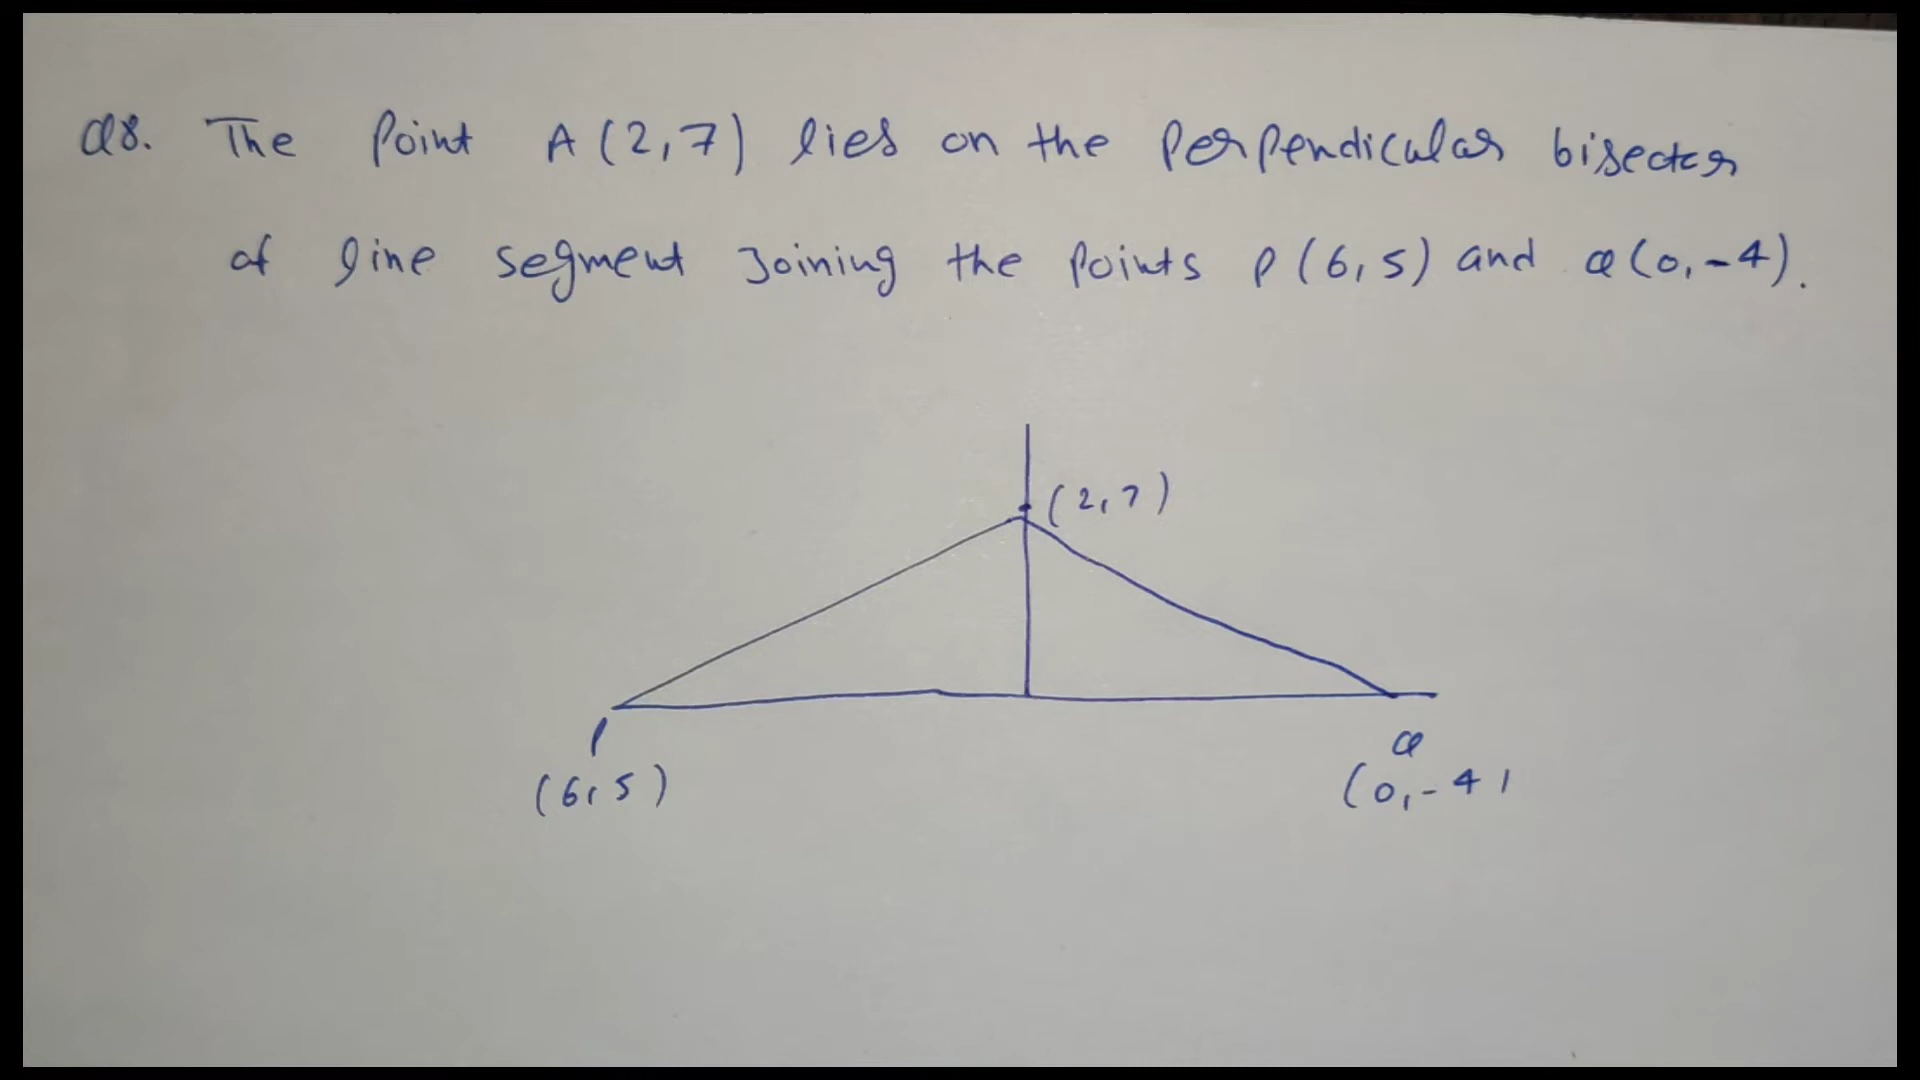 Q8. The Point A (2,7) lies on the Perpendicular bisector
of line segment Joining the Points P (6,5) and Q (0,-4).
(2,7)
P
Q
(6,5)
(0,-4)